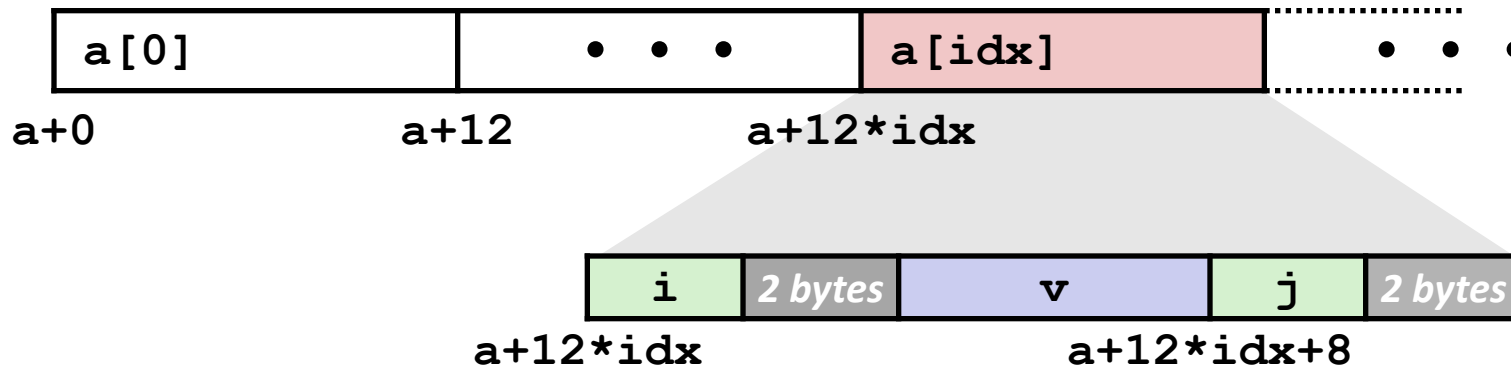 a[0] • • • a[idx] • • •
a+0 a+12 a+12*idx
i 2 bytes v j 2 bytes
a+12*idx a+12*idx+8